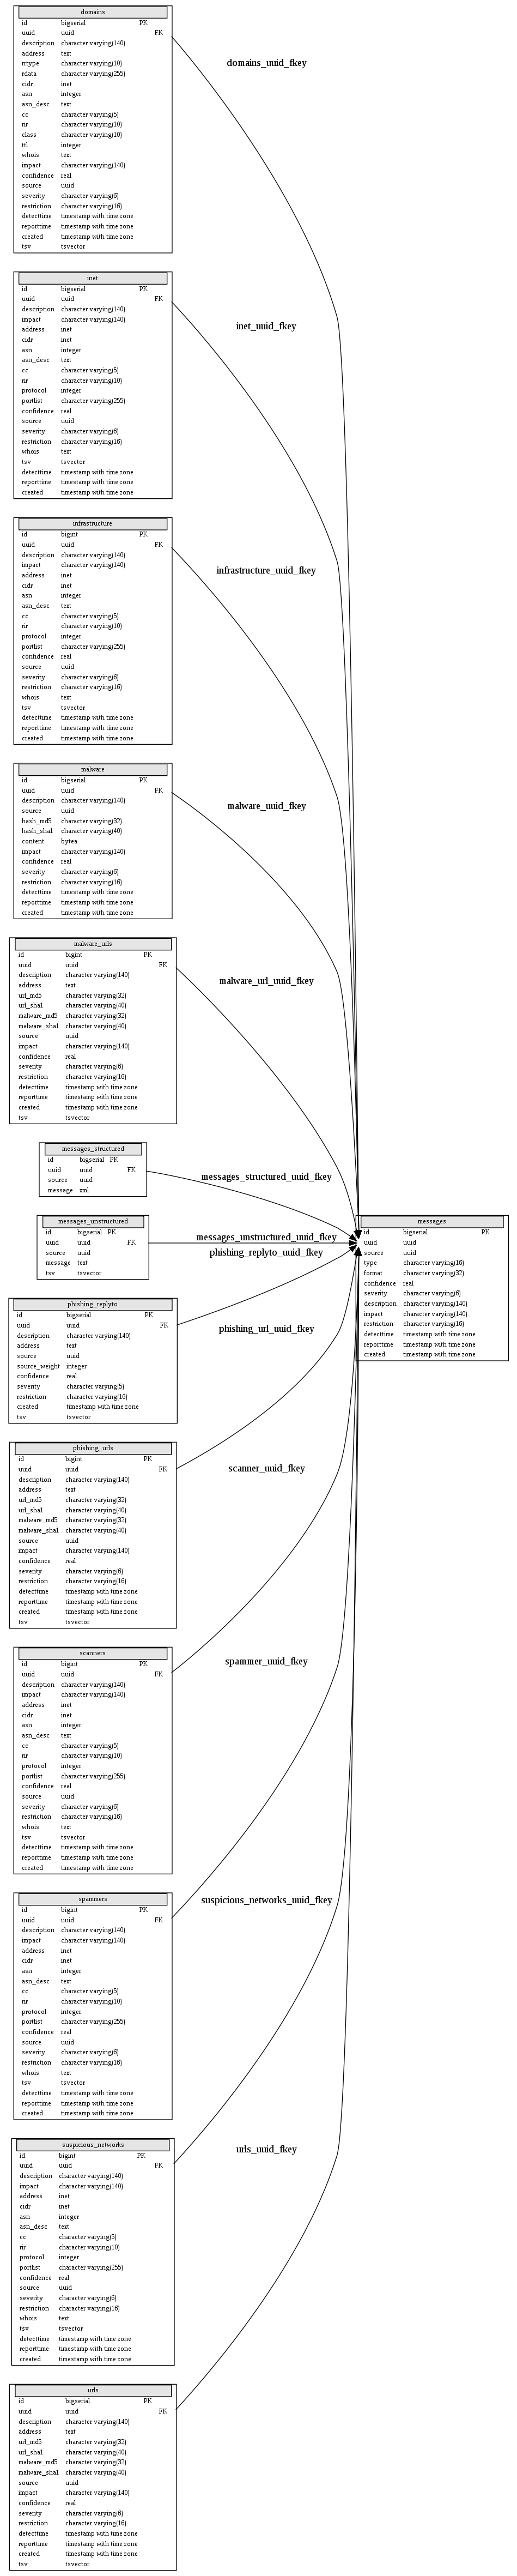 domains
id bigserial PK
uuid uuid FK
description character varying(140)
address text
rrtype character varying(10)
rdata character varying(255)
cidr inet
asn integer
asn_desc text
cc character varying(5)
rir character varying(10)
class character varying(10)
ttl integer
whois text
impact character varying(140)
confidence real
source uuid
severity character varying(6)
restriction character varying(16)
detecttime timestamp with time zone
reporttime timestamp with time zone
created timestamp with time zone
tsv tsvector
domains_uuid_fkey
inet
id bigserial PK
uuid uuid FK
description character varying(140)
impact character varying(140)
address inet
cidr inet
asn integer
asn_desc text
cc character varying(5)
rir character varying(10)
protocol integer
portlist character varying(255)
confidence real
source uuid
severity character varying(6)
restriction character varying(16)
whois text
tsv tsvector
detecttime timestamp with time zone
reporttime timestamp with time zone
created timestamp with time zone
inet_uuid_fkey
infrastructure
id bigint PK
uuid uuid FK
description character varying(140)
impact character varying(140)
address inet
cidr inet
asn integer
asn_desc text
cc character varying(5)
rir character varying(10)
protocol integer
portlist character varying(255)
confidence real
source uuid
severity character varying(6)
restriction character varying(16)
whois text
tsv tsvector
detecttime timestamp with time zone
reporttime timestamp with time zone
created timestamp with time zone
infrastructure_uuid_fkey
malware
id bigserial PK
uuid uuid FK
description character varying(140)
source uuid
hash_md5 character varying(32)
hash_sha1 character varying(40)
content bytea
impact character varying(140)
confidence real
severity character varying(6)
restriction character varying(16)
detecttime timestamp with time zone
reporttime timestamp with time zone
created timestamp with time zone
malware_uuid_fkey
malware_urls
id bigint PK
uuid uuid FK
description character varying(140)
address text
url_md5 character varying(32)
url_sha1 character varying(40)
malware_md5 character varying(32)
malware_sha1 character varying(40)
source uuid
impact character varying(140)
confidence real
severity character varying(6)
restriction character varying(16)
detecttime timestamp with time zone
reporttime timestamp with time zone
created timestamp with time zone
tsv tsvector
malware_url_uuid_fkey
messages_structured
id bigserial PK
uuid uuid FK
source uuid
message xml
messages_structured_uuid_fkey
messages_unstructured
id bigserial PK
uuid uuid FK
source uuid
message text
tsv tsvector
messages_unstructured_uuid_fkey
phishing_replyto_uuid_fkey
messages
id bigserial PK
uuid uuid
source uuid
type character varying(16)
format character varying(32)
confidence real
severity character varying(6)
description character varying(140)
impact character varying(140)
restriction character varying(16)
detecttime timestamp with time zone
reporttime timestamp with time zone
created timestamp with time zone
phishing_replyto
id bigserial PK
uuid uuid FK
description character varying(140)
address text
source uuid
source_weight integer
confidence real
severity character varying(5)
restriction character varying(16)
created timestamp with time zone
tsv tsvector
phishing_url_uuid_fkey
phishing_urls
id bigint PK
uuid uuid FK
description character varying(140)
address text
url_md5 character varying(32)
url_sha1 character varying(40)
malware_md5 character varying(32)
malware_sha1 character varying(40)
source uuid
impact character varying(140)
confidence real
severity character varying(6)
restriction character varying(16)
detecttime timestamp with time zone
reporttime timestamp with time zone
created timestamp with time zone
tsv tsvector
scanner_uuid_fkey
scanners
id bigint PK
uuid uuid FK
description character varying(140)
impact character varying(140)
address inet
cidr inet
asn integer
asn_desc text
cc character varying(5)
rir character varying(10)
protocol integer
portlist character varying(255)
confidence real
source uuid
severity character varying(6)
restriction character varying(16)
whois text
tsv tsvector
detecttime timestamp with time zone
reporttime timestamp with time zone
created timestamp with time zone
spammer_uuid_fkey
spammers
id bigint PK
uuid uuid FK
description character varying(140)
impact character varying(140)
address inet
cidr inet
asn integer
asn_desc text
cc character varying(5)
rir character varying(10)
protocol integer
portlist character varying(255)
confidence real
source uuid
severity character varying(6)
restriction character varying(16)
whois text
tsv tsvector
detecttime timestamp with time zone
reporttime timestamp with time zone
created timestamp with time zone
suspicious_networks_uuid_fkey
suspicious_networks
id bigint PK
uuid uuid FK
description character varying(140)
impact character varying(140)
address inet
cidr inet
asn integer
asn_desc text
cc character varying(5)
rir character varying(10)
protocol integer
portlist character varying(255)
confidence real
source uuid
severity character varying(6)
restriction character varying(16)
whois text
tsv tsvector
detecttime timestamp with time zone
reporttime timestamp with time zone
created timestamp with time zone
urls_uuid_fkey
urls
id bigserial PK
uuid uuid FK
description character varying(140)
address text
url_md5 character varying(32)
url_sha1 character varying(40)
malware_md5 character varying(32)
malware_sha1 character varying(40)
source uuid
impact character varying(140)
confidence real
severity character varying(6)
restriction character varying(16)
detecttime timestamp with time zone
reporttime timestamp with time zone
created timestamp with time zone
tsv tsvector